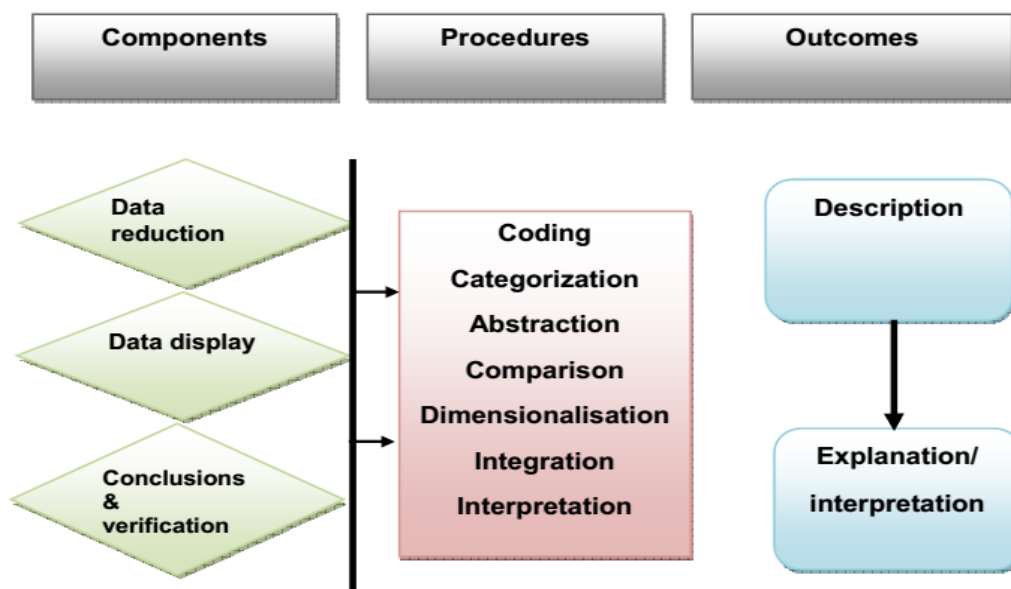 Components
Procedures
Outcomes
Data
reduction
Data display
Conclusions
&
verification
Coding
Categorization
Abstraction
Comparison
Dimensionalisation
Integration
Interpretation
Description
Explanation/
interpretation